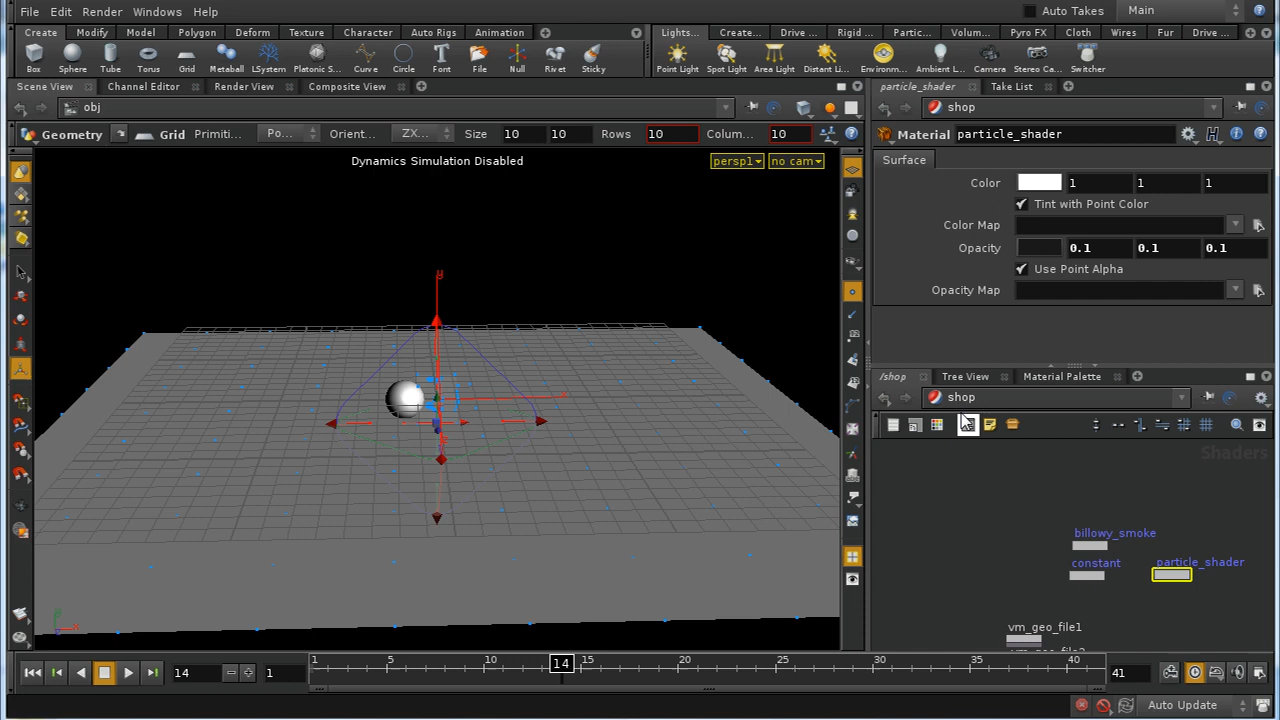 File Edit Render Windows Help Auto Takes Main
Create Modify Model Polygon Deform Texture Character Auto Rigs Animation Lights... Create... Drive ... Rigid ... Partic... Volum... Pyro FX Cloth Wires Fur Drive ...
Box Sphere Tube Torus Grid Metaball LSystem Platonic S... Curve Circle Font File Null Rivet Sticky Point Light Spot Light Area Light Distant Li... Environm... Ambient L... Camera Stereo Ca... Switcher
Scene View Channel Editor Render View Composite View particle_shader Take List
obj shop
Geometry Grid Primiti... Po... Orient... ZX... Size 10 10 Rows 10 Colum... 10 Material particle_shader
Dynamics Simulation Disabled persp1 no cam Surface
Color 1 1 1
Tint with Point Color
Color Map
Opacity 0.1 0.1 0.1
Use Point Alpha
Opacity Map
/shop Tree View Material Palette
shop
Shaders
billowy_smoke
constant particle_shader
vm_geo_file1
y
x
14 1 1 5 10 14 15 20 25 30 35 40 41
Auto Update